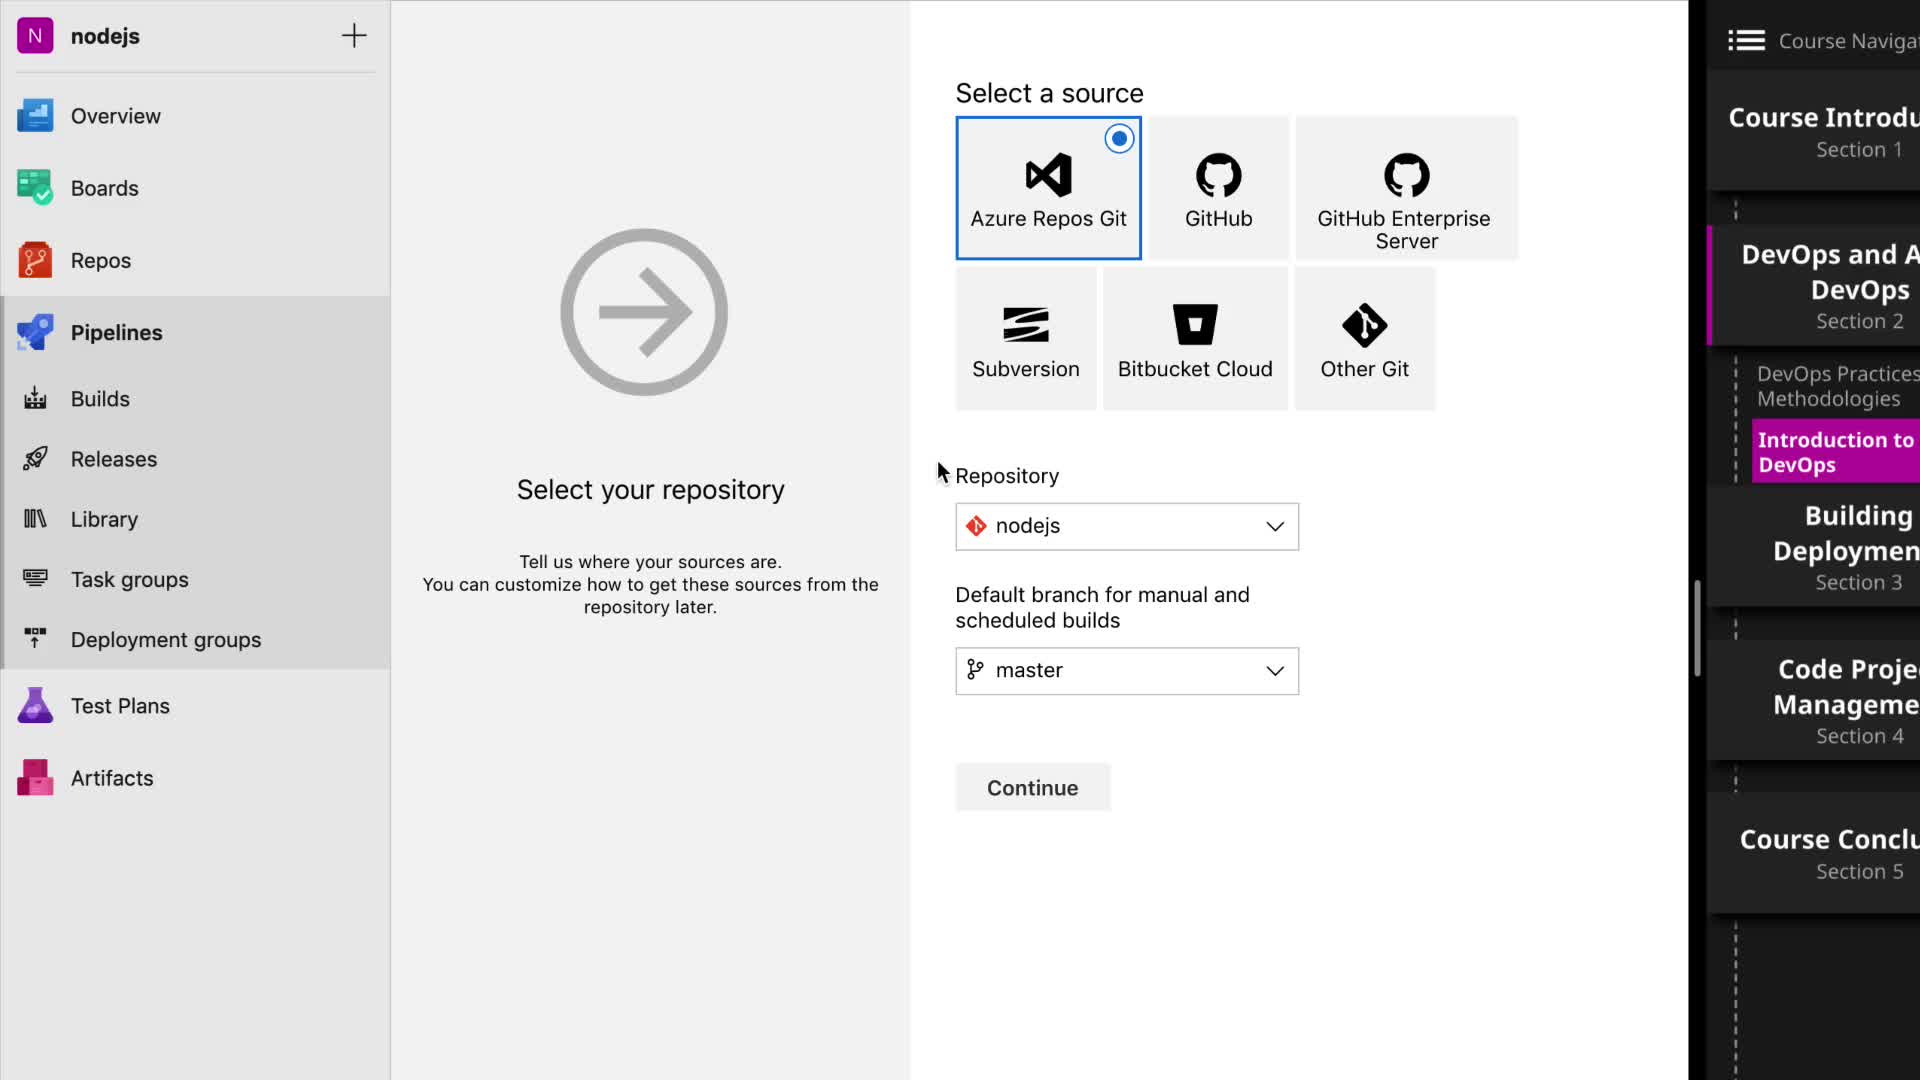 N nodejs
Overview
Boards
Repos
Pipelines
Builds
Releases
Library
Task groups
Deployment groups
Test Plans
Artifacts
Select your repository
Tell us where your sources are.
You can customize how to get these sources from the
repository later.
Select a source
Azure Repos Git
GitHub
GitHub Enterprise
Server
Subversion
Bitbucket Cloud
Other Git
Repository
nodejs
Default branch for manual and
scheduled builds
master
Continue
Course Navigat
Course Introdu
Section 1
DevOps and A
DevOps
Section 2
DevOps Practices
Methodologies
Introduction to
DevOps
Building
Deploymen
Section 3
Code Proje
Manageme
Section 4
Course Conclu
Section 5